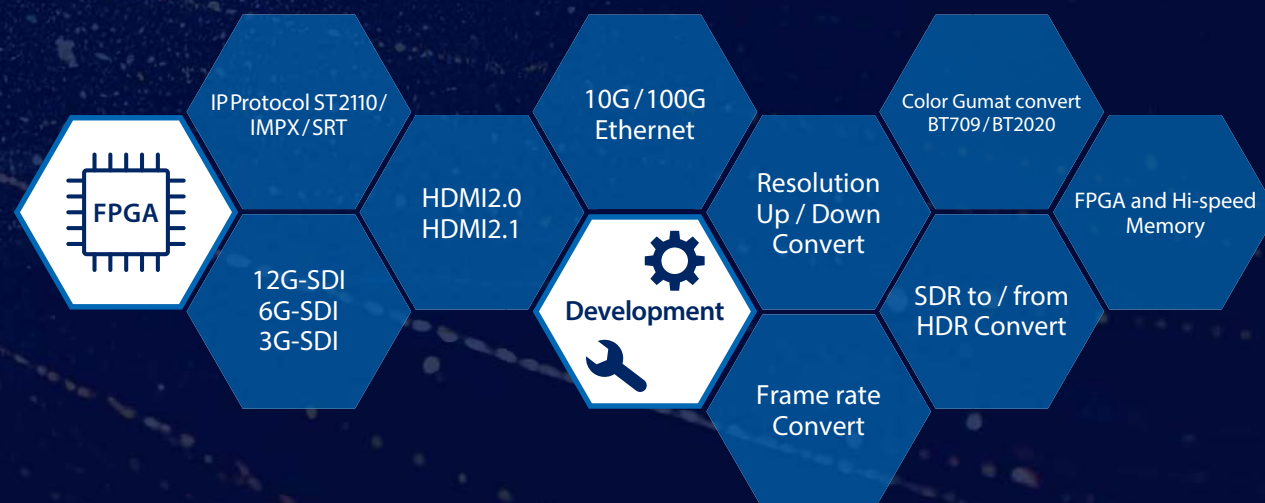 FPGA
IP Protocol ST2110/
IMPX/SRT
12G-SDI
6G-SDI
3G-SDI
HDMI2.0
HDMI2.1
10G/100G
Ethernet
Development
Resolution
Up / Down
Convert
Frame rate
Convert
Color Gumat convert
BT709/BT2020
SDR to / from
HDR Convert
FPGA and Hi-speed
Memory